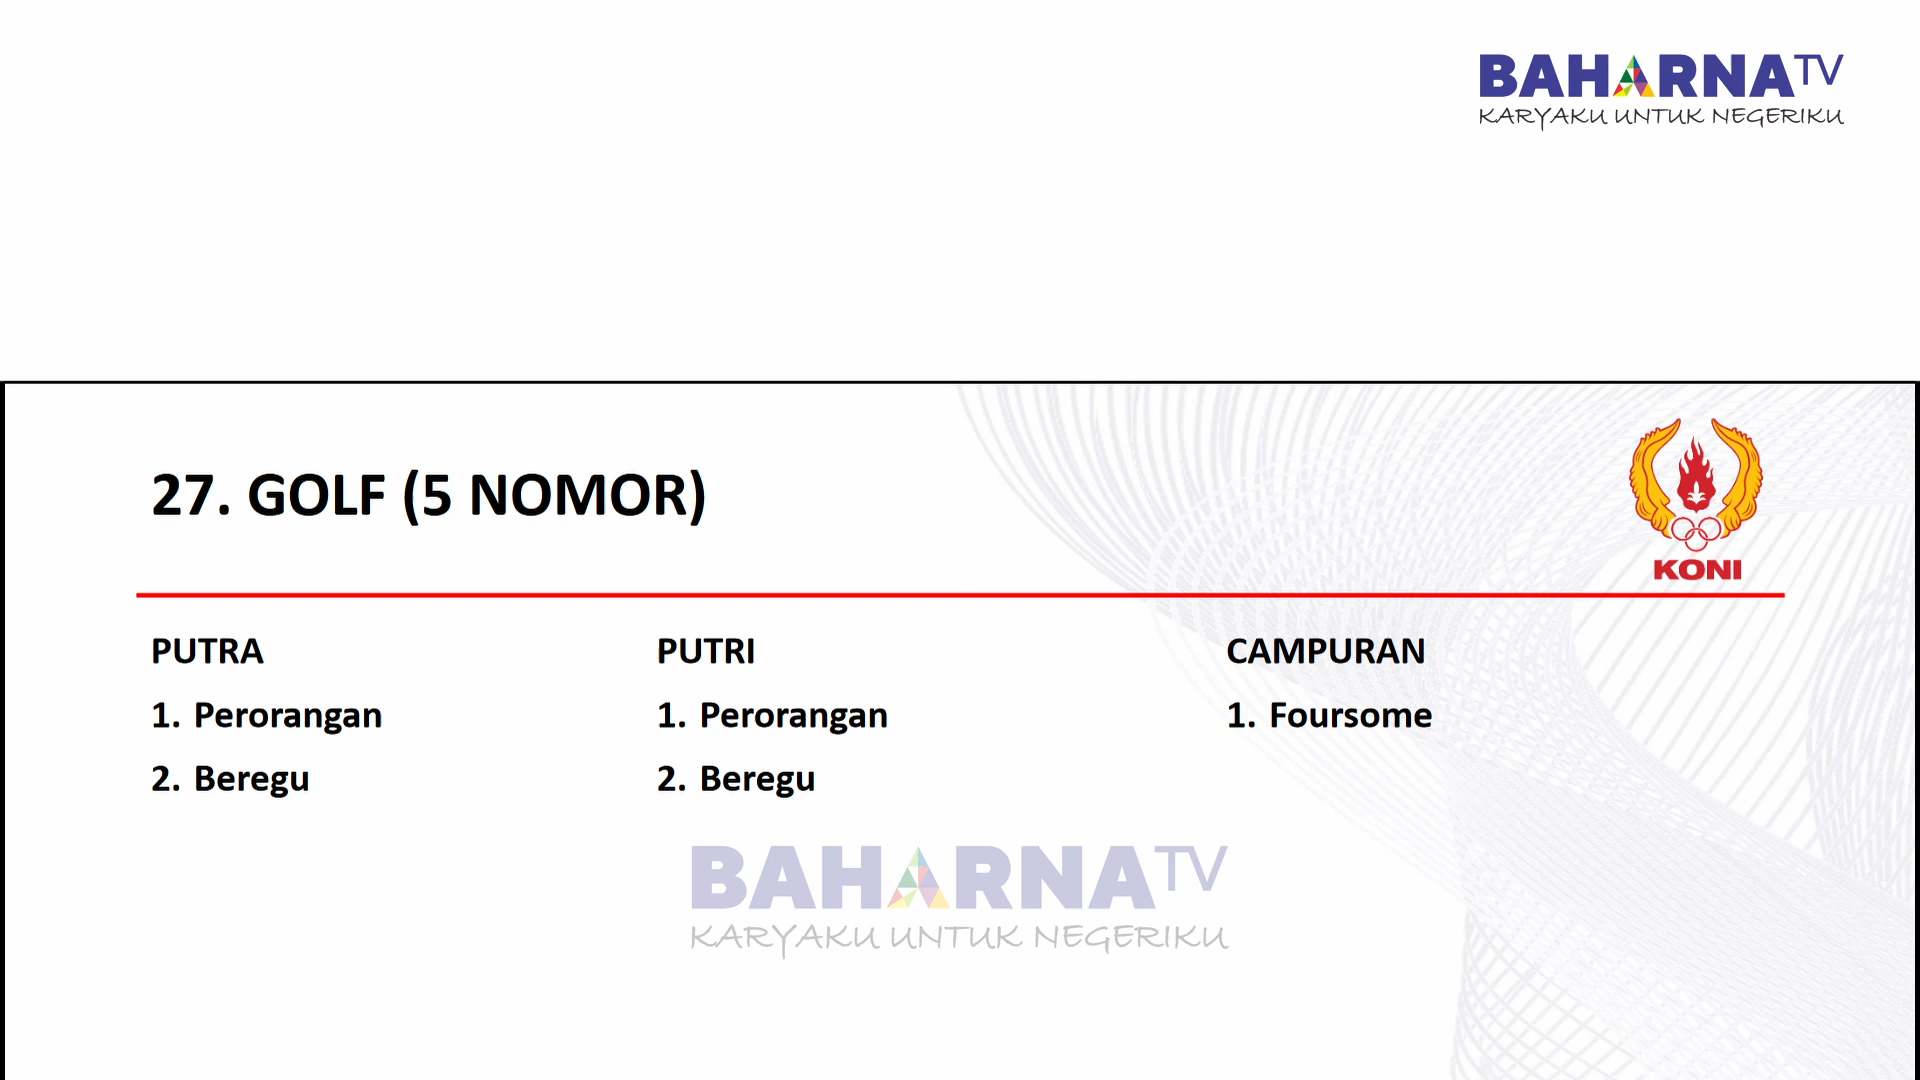 BAHARNATV
KARYAKU UNTUK NEGERIKU
27. GOLF (5 NOMOR)
KONI
PUTRA
1. Perorangan
2. Beregu
PUTRI
1. Perorangan
2. Beregu
CAMPURAN
1. Foursome
BAHARNATV
KARYAKU UNTUK NEGERIKU